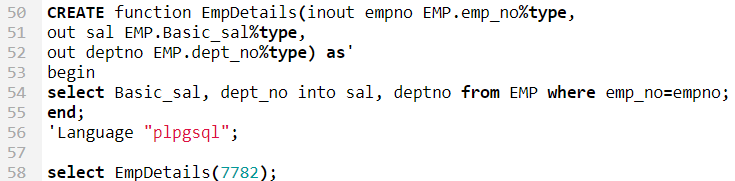 50 CREATE function EmpDetails(inout empno EMP.emp_no%type,
51 out sal EMP.Basic_sal%type,
52 out deptno EMP.dept_no%type) as'
53 begin
54 select Basic_sal, dept_no into sal, deptno from EMP where emp_no=empno;
55 end;
56 'Language "plpgsql";
57
58 select EmpDetails(7782);